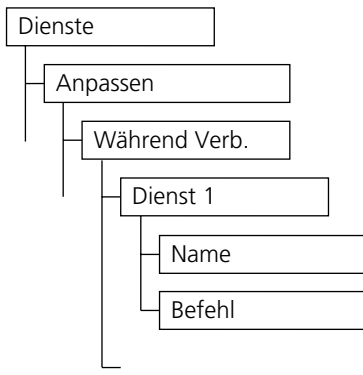 Dienste
Anpassen
Während Verb.
Dienst 1
Name
Befehl